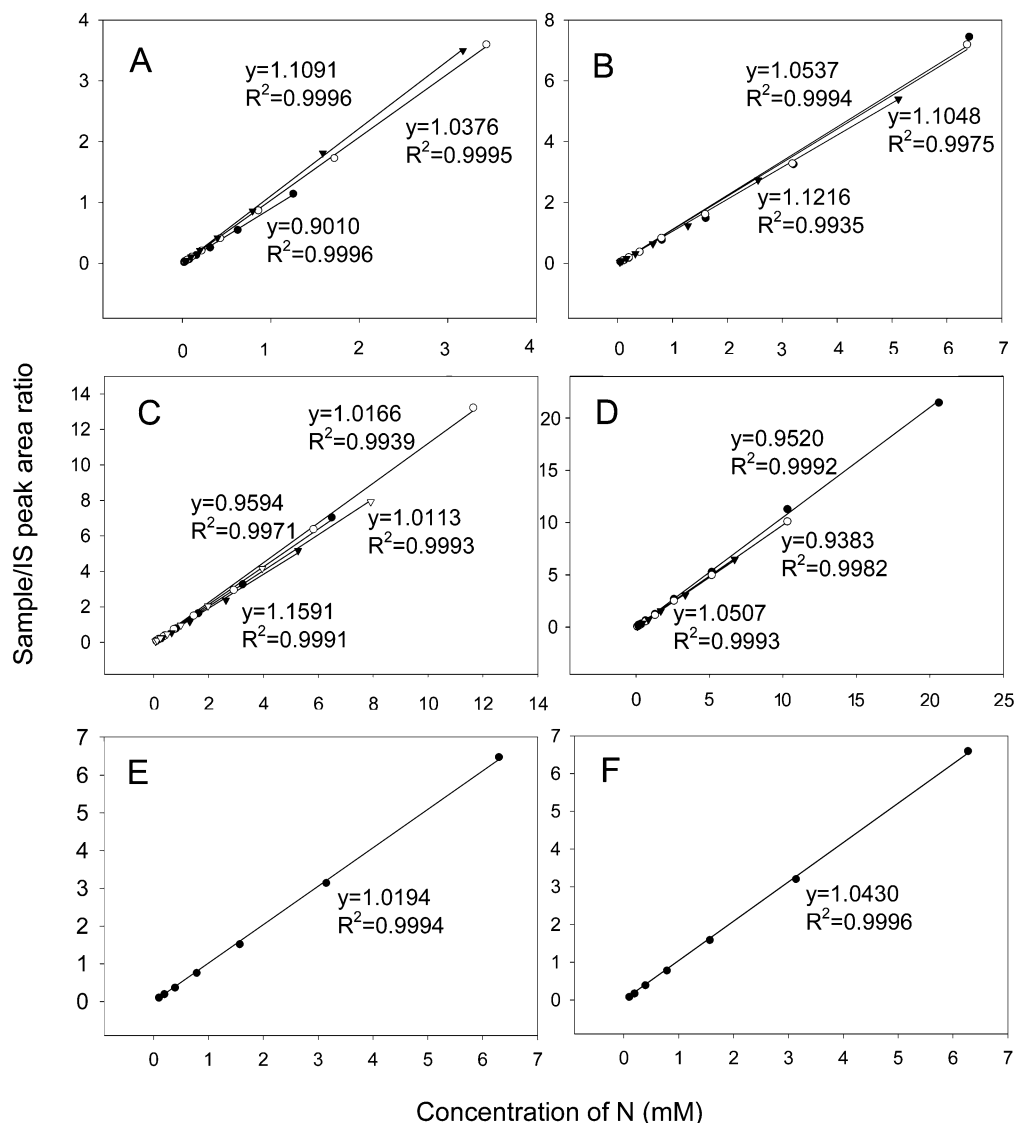 Sample/IS peak area ratio
4
3
2
1
0
A
y=1.1091
R²=0.9996
y=1.0376
R²=0.9995
y=0.9010
R²=0.9996
0 1 2 3 4
8
6
4
2
0
B
y=1.0537
R²=0.9994
y=1.1048
R²=0.9975
y=1.1216
R²=0.9935
0 1 2 3 4 5 6 7
14
12
10
8
6
4
2
0
C
y=1.0166
R²=0.9939
y=0.9594
R²=0.9971
y=1.0113
R²=0.9993
y=1.1591
R²=0.9991
0 2 4 6 8 10 12 14
20
15
10
5
0
D
y=0.9520
R²=0.9992
y=0.9383
R²=0.9982
y=1.0507
R²=0.9993
0 5 10 15 20 25
7
6
5
4
3
2
1
0
E
y=1.0194
R²=0.9994
0 1 2 3 4 5 6 7
7
6
5
4
3
2
1
0
F
y=1.0430
R²=0.9996
0 1 2 3 4 5 6 7
Concentration of N (mM)